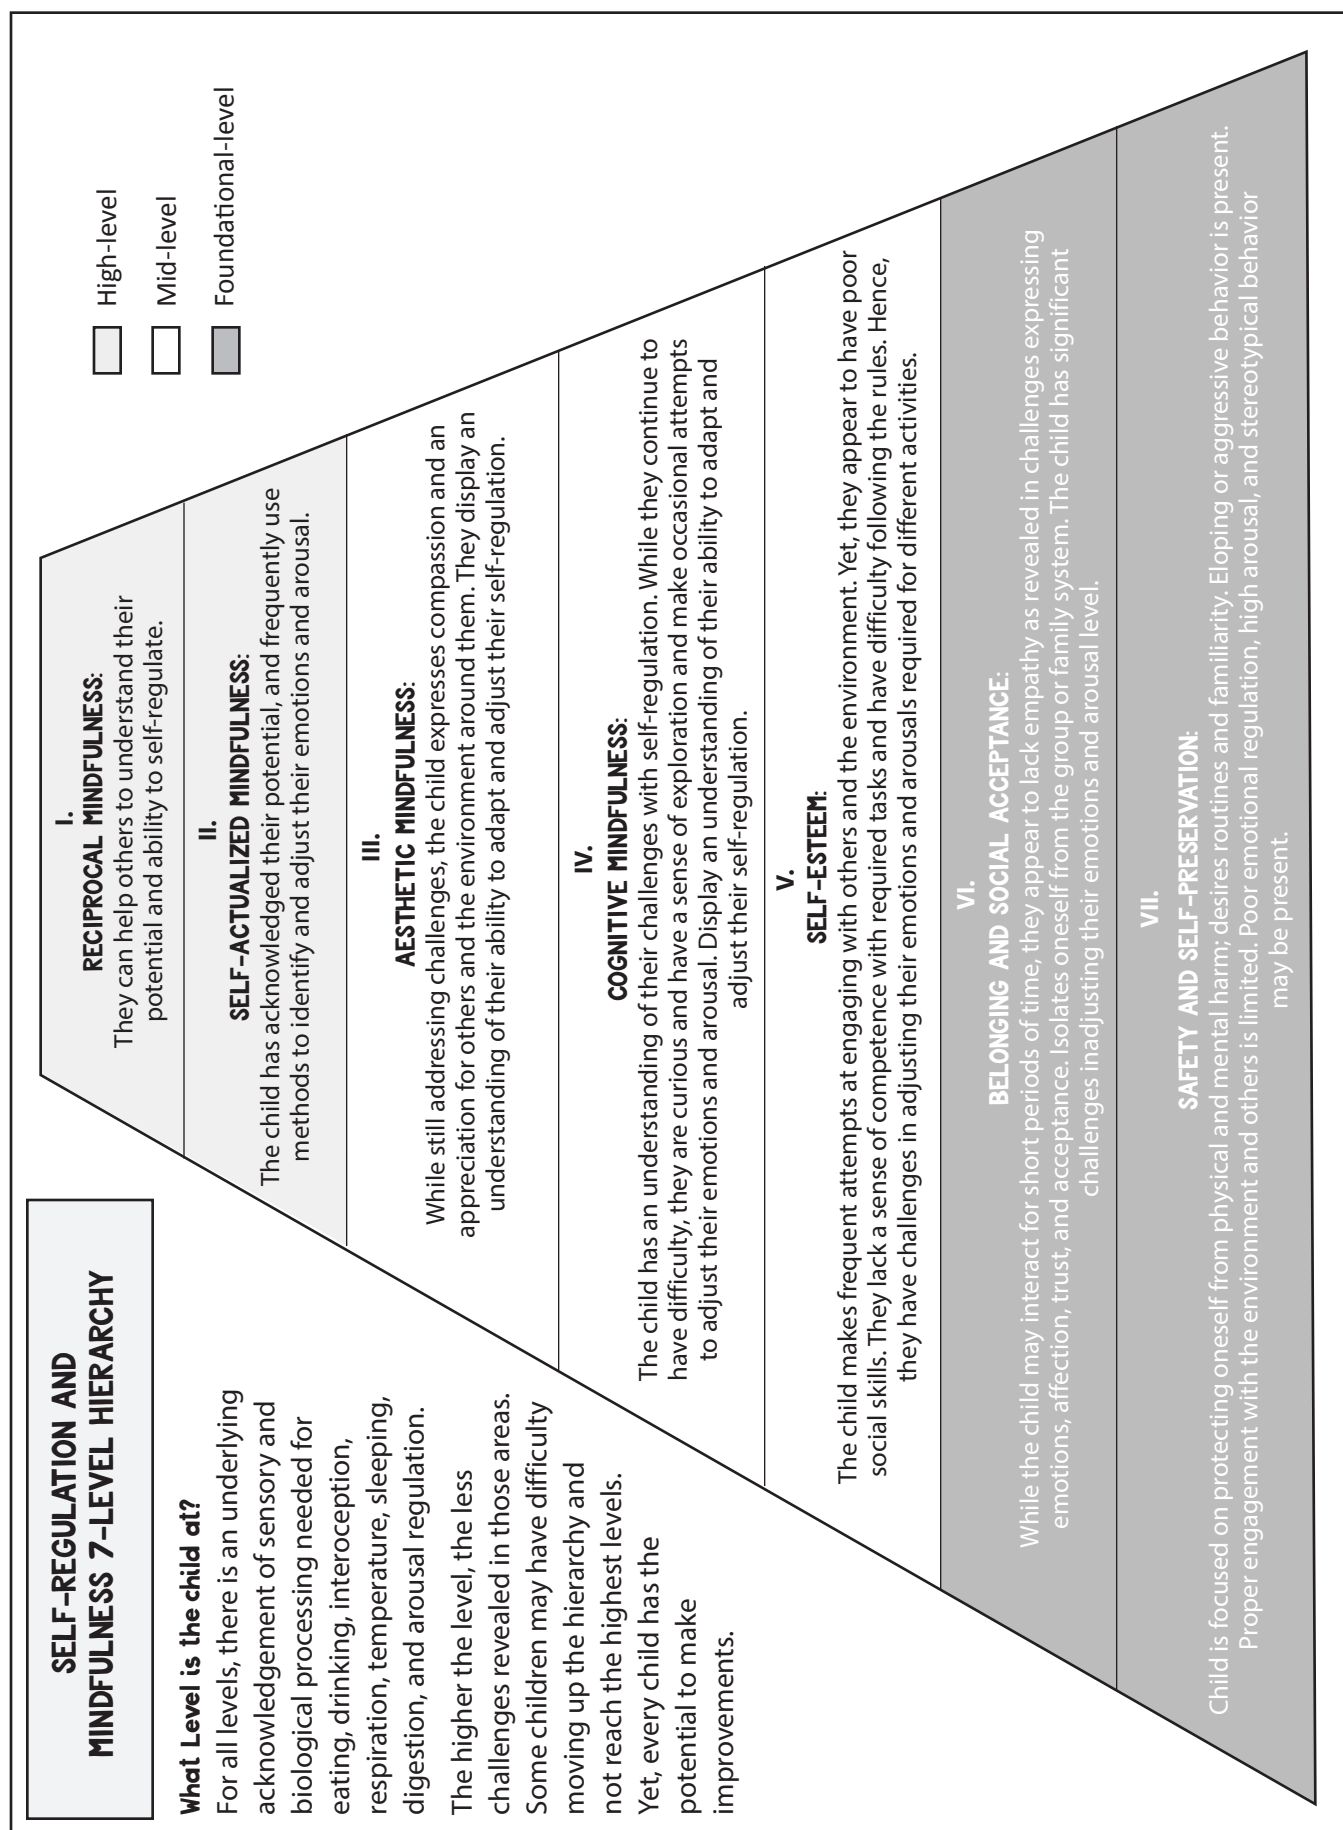 SELF-REGULATION AND
MINDFULNESS 7-LEVEL HIERARCHY
What Level is the child at?
For all levels, there is an underlying
acknowledgement of sensory and
biological processing needed for
eating, drinking, interoception,
respiration, temperature, sleeping,
digestion, and arousal regulation.
The higher the level, the less
challenges revealed in those areas.
Some children may have difficulty
moving up the hierarchy and
not reach the highest levels.
Yet, every child has the
potential to make
improvements.
High-level
Mid-level
Foundational-level
I.
RECIPROCAL MINDFULNESS:
They can help others to understand their
potential and ability to self-regulate.
II.
SELF-ACTUALIZED MINDFULNESS:
The child has acknowledged their potential, and frequently use
methods to identify and adjust their emotions and arousal.
III.
AESTHETIC MINDFULNESS:
While still addressing challenges, the child expresses compassion and an
appreciation for others and the environment around them. They display an
understanding of their ability to adapt and adjust their self-regulation.
IV.
COGNITIVE MINDFULNESS:
The child has an understanding of their challenges with self-regulation. While they continue to
have difficulty, they are curious and have a sense of exploration and make occasional attempts
to adjust their emotions and arousal. Display an understanding of their ability to adapt and
adjust their self-regulation.
V.
SELF-ESTEEM:
The child makes frequent attempts at engaging with others and the environment. Yet, they appear to have poor
social skills. They lack a sense of competence with required tasks and have difficulty following the rules. Hence,
they have challenges in adjusting their emotions and arousals required for different activities.
VI.
BELONGING AND SOCIAL ACCEPTANCE:
While the child may interact for short periods of time, they appear to lack empathy as revealed in challenges expressing
emotions, affection, trust, and acceptance. Isolates oneself from the group or family system. The child has significant
challenges inadjusting their emotions and arousal level.
VII.
SAFETY AND SELF-PRESERVATION:
Child is focused on protecting oneself from physical and mental harm; desires routines and familiarity. Eloping or aggressive behavior is present.
Proper engagement with the environment and others is limited. Poor emotional regulation, high arousal, and stereotypical behavior
may be present.